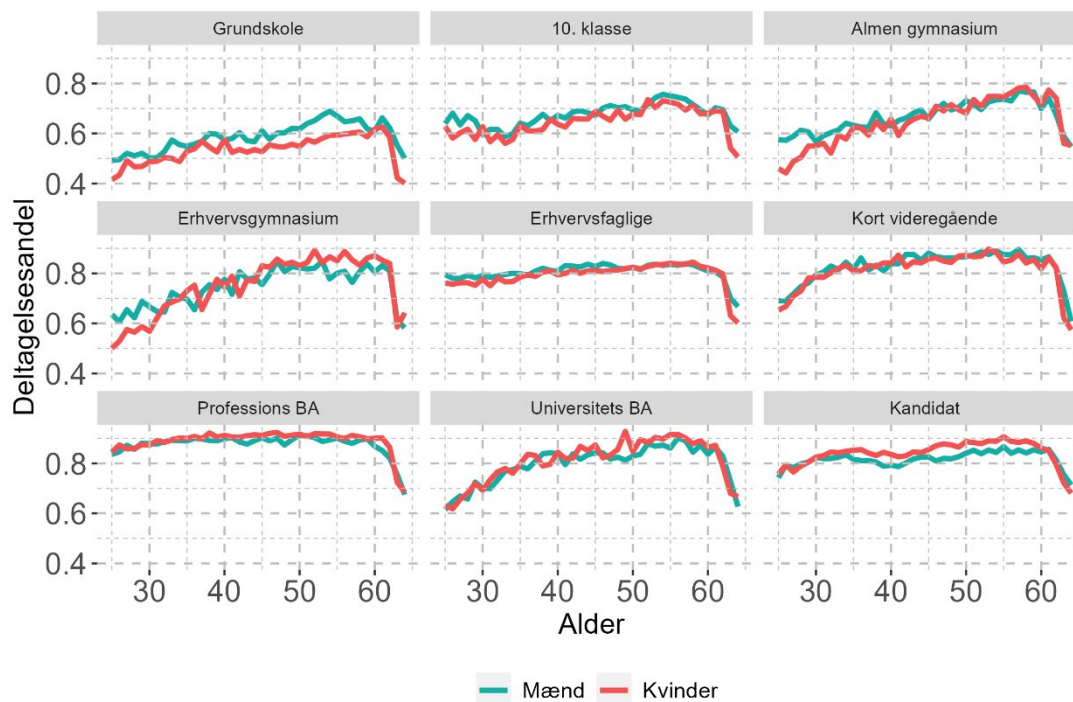 Grundskole
10. klasse
Almen gymnasium
0.8
0.6
0.4
Erhvervsgymnasium
Erhvervsfaglige
Kort videregående
0.8
0.6
0.4
Professions BA
Universitets BA
Kandidat
0.8
0.6
0.4
30 40 50 60
30 40 50 60
30 40 50 60
Deltagelsesandel
Alder
Mænd
Kvinder